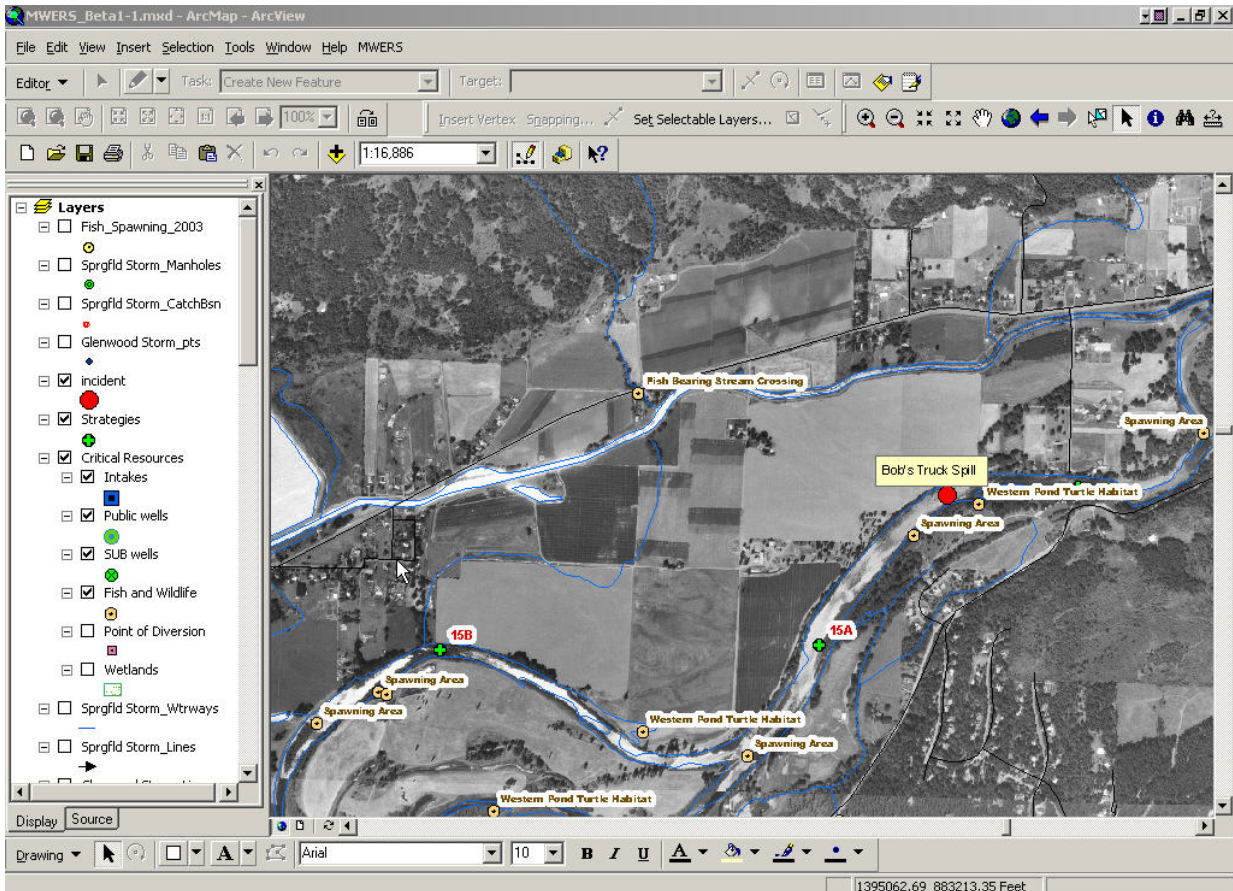 MWERS_Beta1-1.mxd - ArcMap - ArcView
File Edit View Insert Selection Tools Window Help MWERS
Editor Task: Create New Feature Target:
100% Insert Vertex Snapping... Set Selectable Layers...
1:16,886
Layers
Fish_Spawning_2003
Sprgfld Storm_Manholes
Sprgfld Storm_CatchBsn
Glenwood Storm_pts
incident
Strategies
Critical Resources
Intakes
Public wells
SUB wells
Fish and Wildlife
Point of Diversion
Wetlands
Sprgfld Storm_Wtrways
Sprgfld Storm_Lines
Display Source
Fish Bearing Stream Crossing
Spawning Area
Bob's Truck Spill
Western Pond Turtle Habitat
Spawning Area
15B
15A
Spawning Area
Spawning Area
Western Pond Turtle Habitat
Spawning Area
Western Pond Turtle Habitat
Drawing A Arial 10 B I U A
1395062.69 883213.35 Feet